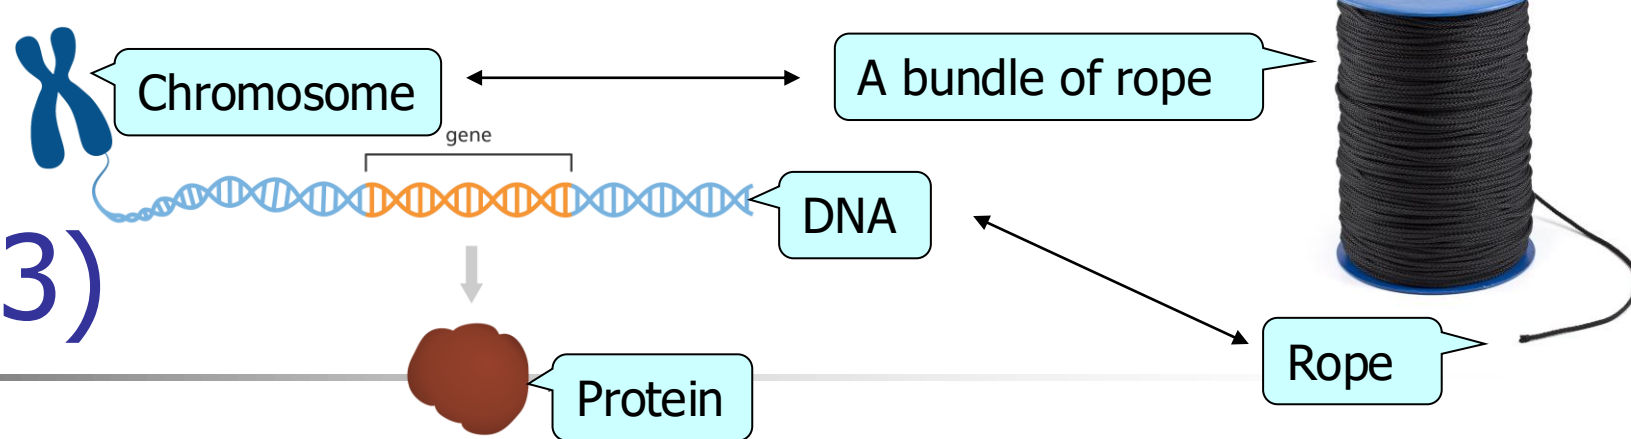 Chromosome
A bundle of rope
gene
DNA
3)
Rope
Protein